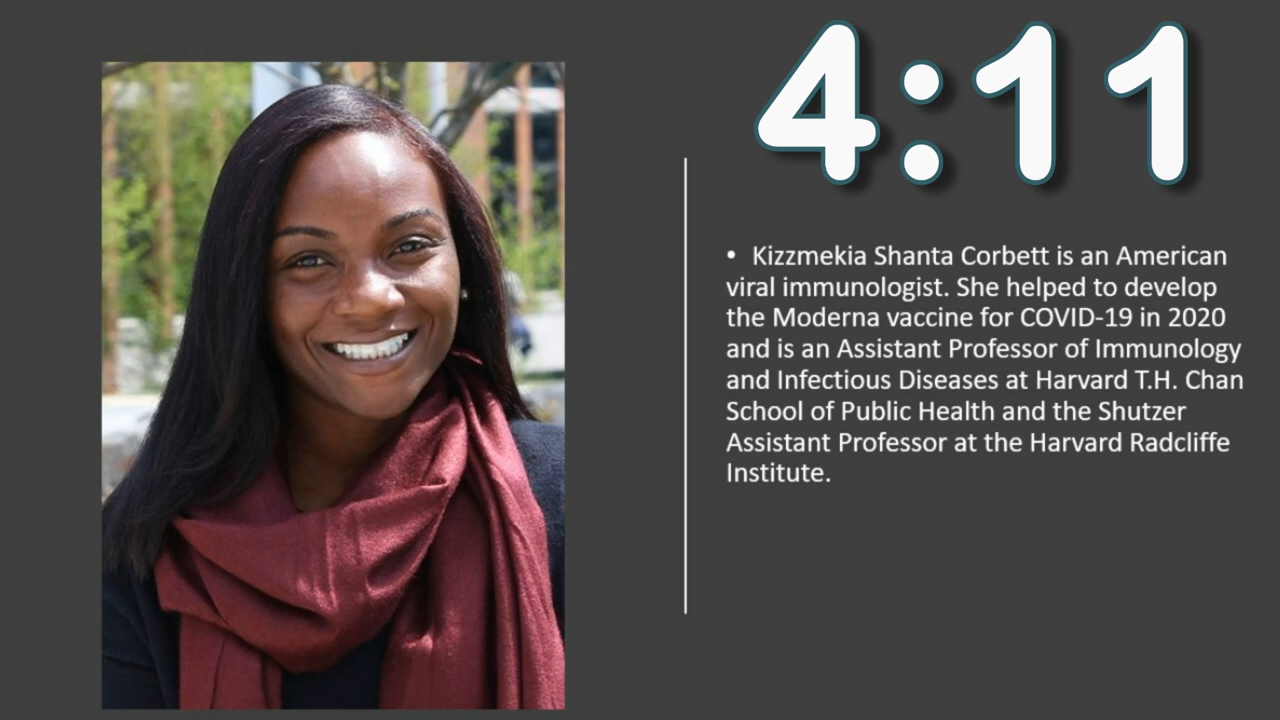 4:11
• Kizzmekia Shanta Corbett is an American
viral immunologist. She helped to develop
the Moderna vaccine for COVID-19 in 2020
and is an Assistant Professor of Immunology
and Infectious Diseases at Harvard T.H. Chan
School of Public Health and the Shutzer
Assistant Professor at the Harvard Radcliffe
Institute.